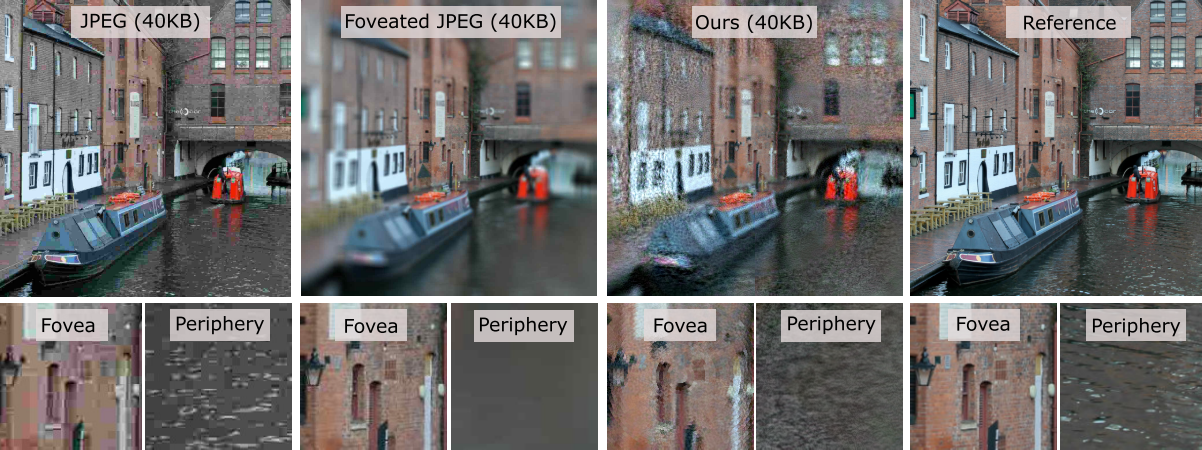 JPEG (40KB)
Foveated JPEG (40KB)
Ours (40KB)
Reference
Fovea
Periphery
Fovea
Periphery
Fovea
Periphery
Fovea
Periphery